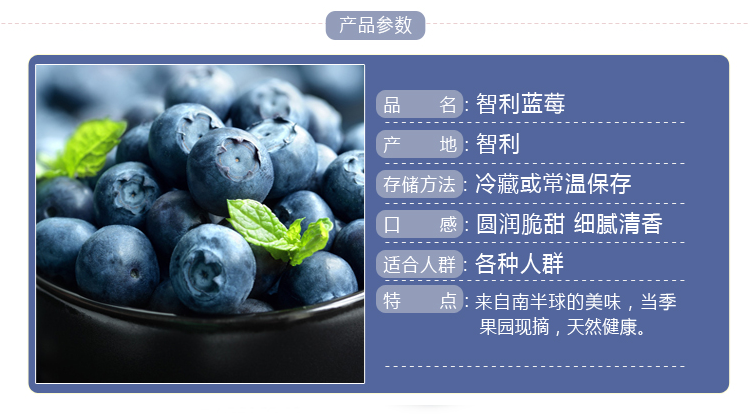 产品参数
品 名：智利蓝莓
产 地：智利
存储方法：冷藏或常温保存
口 感：圆润脆甜 细腻清香
适合人群：各种人群
特 点：来自南半球的美味，当季
果园现摘，天然健康。